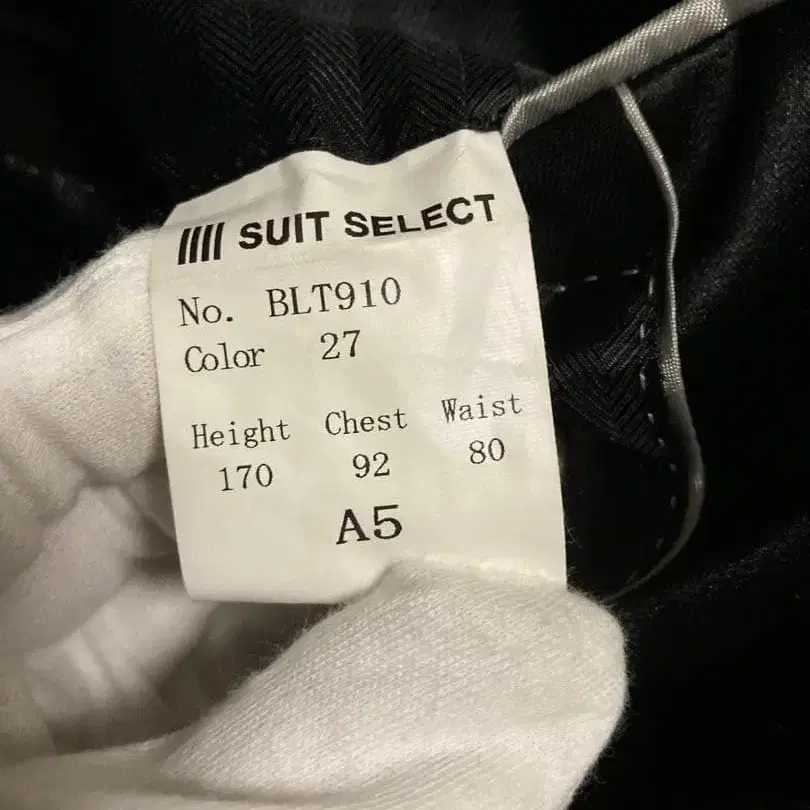 SUIT SELECT
No. BLT910
Color 27
Height Chest Waist
170 92 80
A5